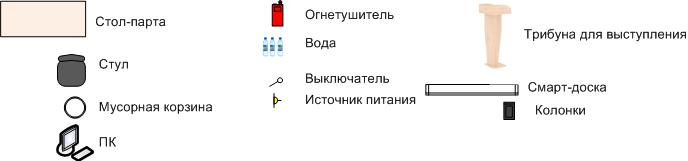 Стол-парта
Стул
Мусорная корзина
ПК
Огнетушитель
Вода
Выключатель
Источник питания
Трибуна для выступления
Смарт-доска
Колонки